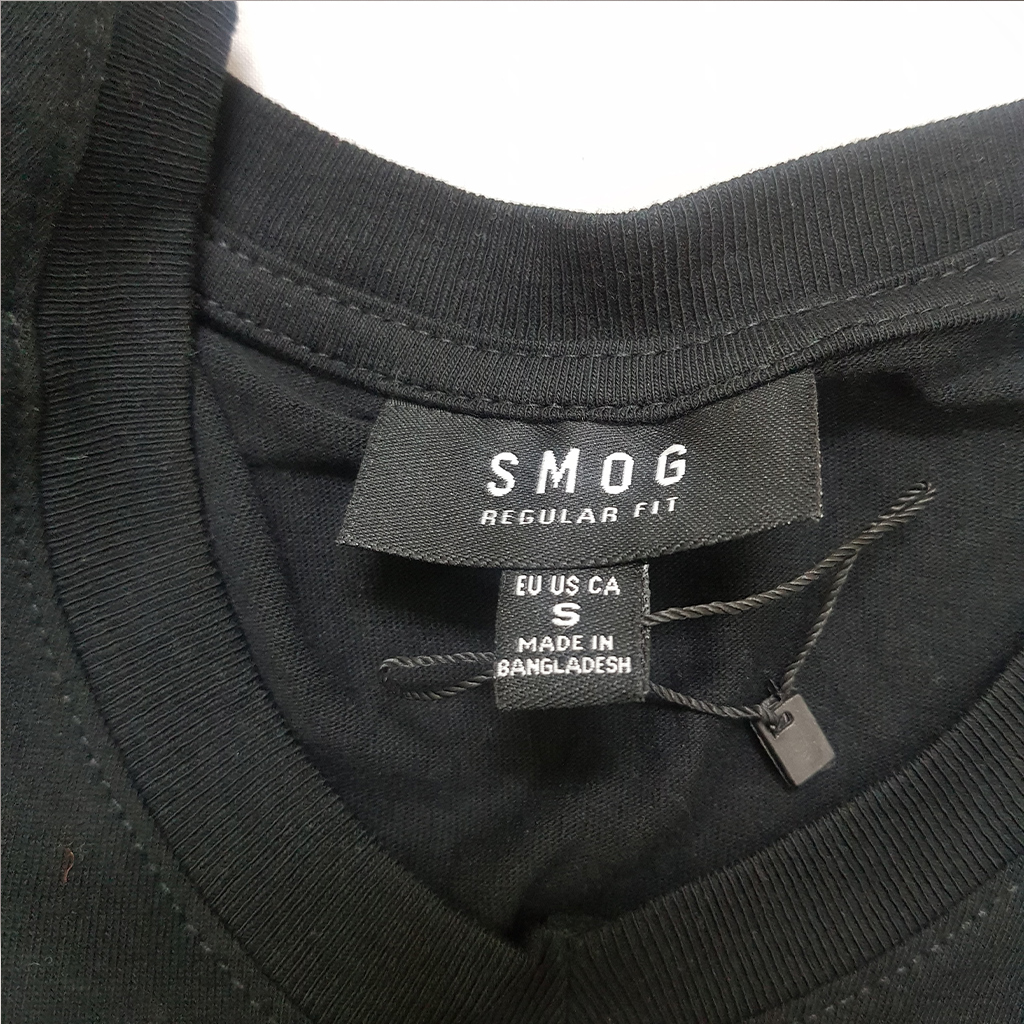 SMOG
REGULAR FIT
EU US CA
S
MADE IN
BANGLADESH